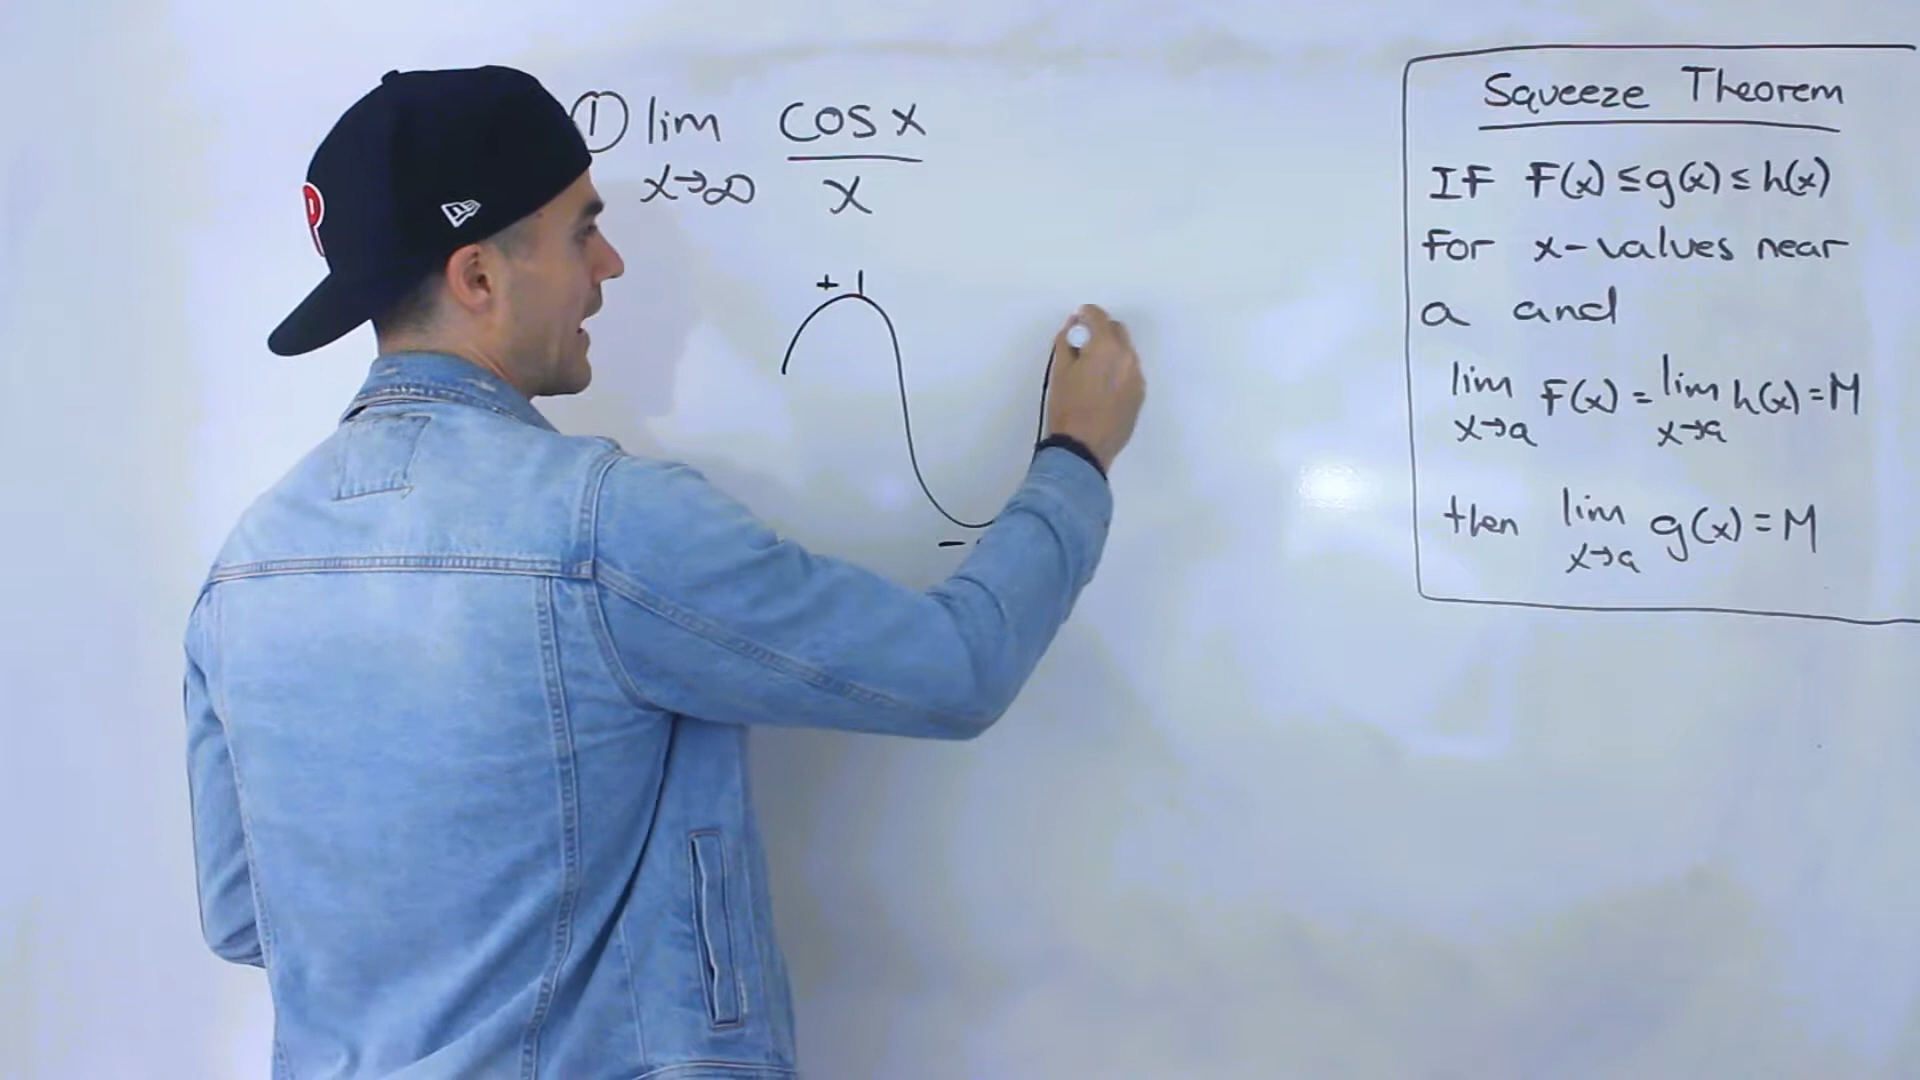 ① lim cos x
x→∞ x
+1
-
Squeeze Theorem
IF F(x) ≤ g(x) ≤ h(x)
For x-values near
a and
lim F(x) = lim h(x) = M
x→a x→a
then lim g(x) = M
x→a
P